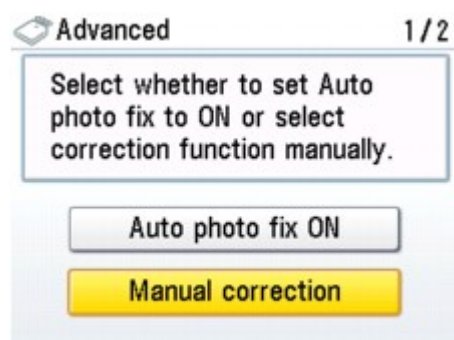 Advanced 1/2
Select whether to set Auto
photo fix to ON or select
correction function manually.
Auto photo fix ON
Manual correction